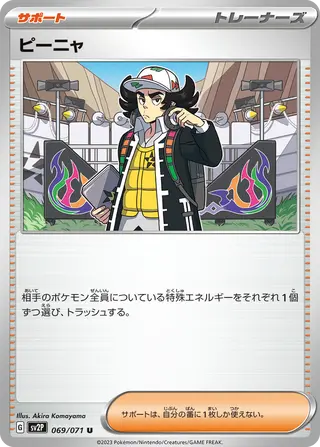 サポート
トレーナーズ
ピーニャ
相手のポケモン全員についている特殊エネルギーをそれぞれ1個
ずつ選び、トラッシュする。
Illus. Akira Komayama
G sv2P 069/071 U
サポートは、自分の番に1枚しか使えない。
©2023 Pokémon/Nintendo/Creatures/GAME FREAK.